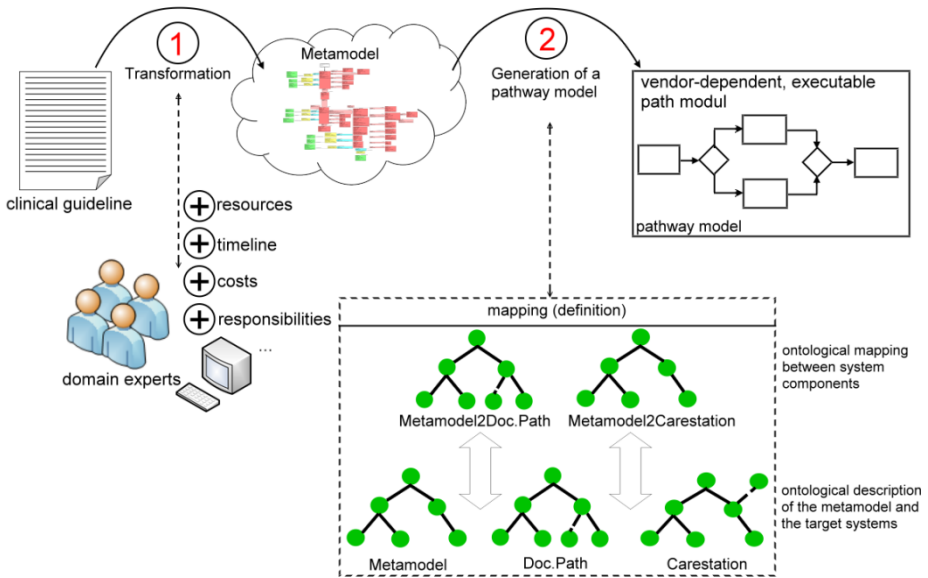 1
Transformation
Metamodel
2
Generation of a
pathway model
vendor-dependent, executable
path modul
pathway model
clinical guideline
+ resources
+ timeline
+ costs
+ responsibilities
...
domain experts
mapping (definition)
Metamodel2Doc.Path
Metamodel2Carestation
ontological mapping
between system
components
Metamodel
Doc.Path
Carestation
ontological description
of the metamodel and
the target systems